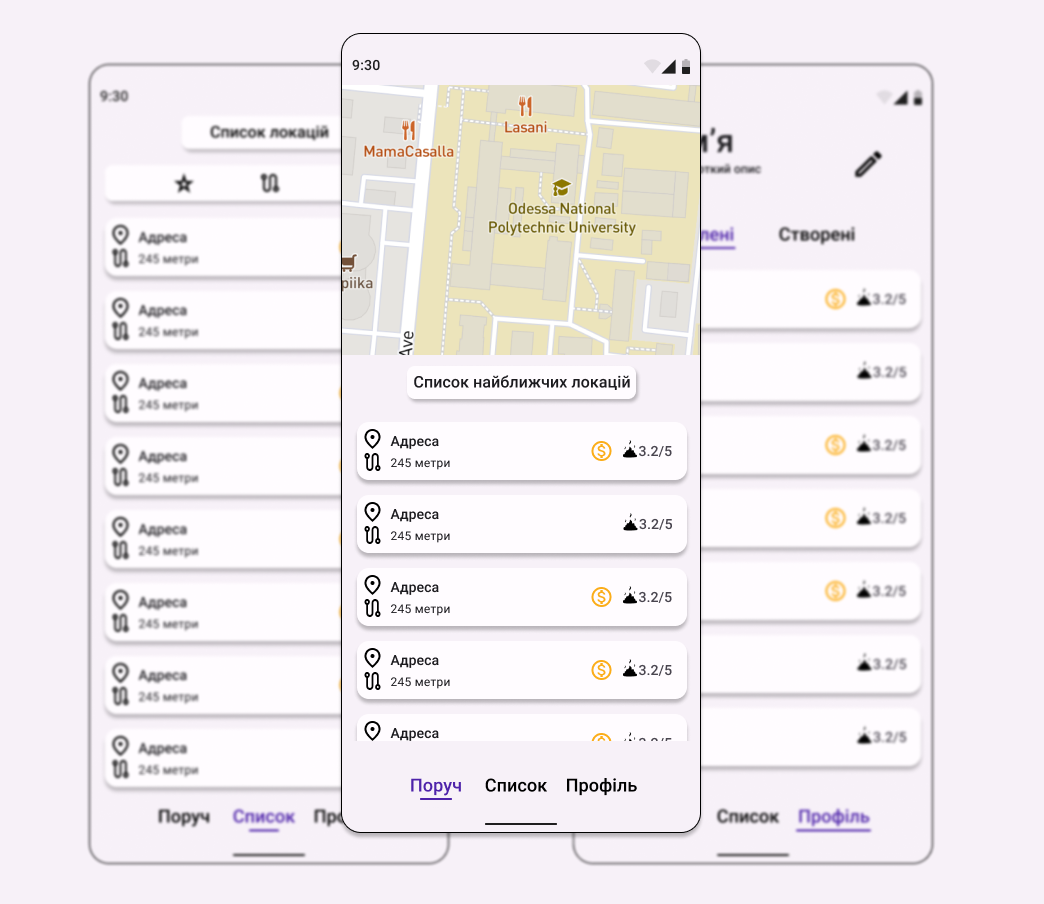 9:30
Список локацій
Адреса
245 метри
Адреса
245 метри
Адреса
245 метри
Адреса
245 метри
Адреса
245 метри
Адреса
245 метри
Адреса
245 метри
Адреса
245 метри
Поруч Список
9:30
Lasani
MamaCasalla
Odessa National
Polytechnic University
piika
Ave
Список найближчих локацій
Адреса
245 метри
3.2/5
Адреса
245 метри
3.2/5
Адреса
245 метри
3.2/5
Адреса
245 метри
3.2/5
Адреса
Поруч Список Профіль
м'я
опис
Створені
3.2/5
3.2/5
3.2/5
3.2/5
3.2/5
3.2/5
3.2/5
Список Профіль